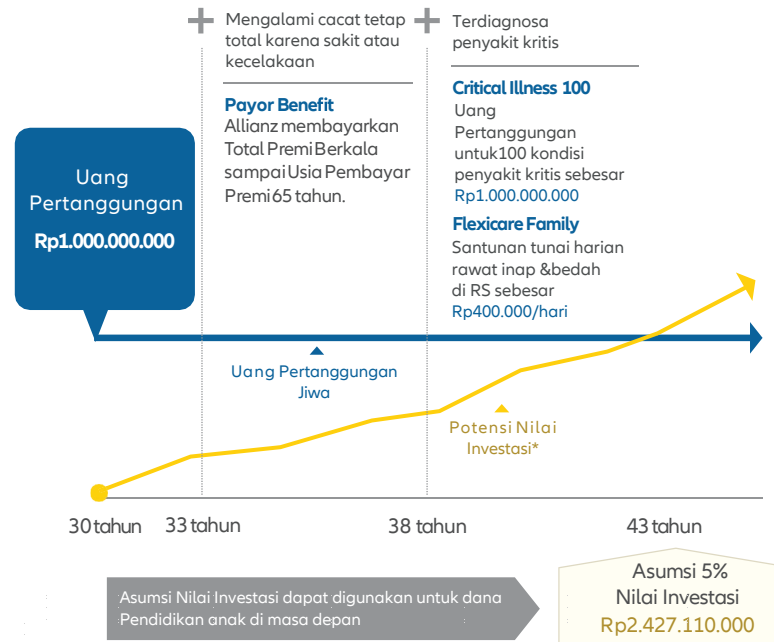 Mengalami cacat tetap
total karena sakit atau
kecelakaan
Payor Benefit
Allianz membayarkan
Total Premi Berkala
sampai Usia Pembayar
Premi 65 tahun.
Terdiagnosa
penyakit kritis
Critical Illness 100
Uang
Pertanggungan
untuk100 kondisi
penyakit kritis sebesar
Rp1.000.000.000
Flexicare Family
Santunan tunai harian
rawat inap &bedah
di RS sebesar
Rp400.000/hari
Uang
Pertanggungan
Rp1.000.000.000
Uang Pertanggungan
Jiwa
Potensi Nilai
Investasi*
30 tahun
33 tahun
38 tahun
43 tahun
Asumsi Nilai Investasi dapat digunakan untuk dana
Pendidikan anak di masa depan
Asumsi 5%
Nilai Investasi
Rp2.427.110.000